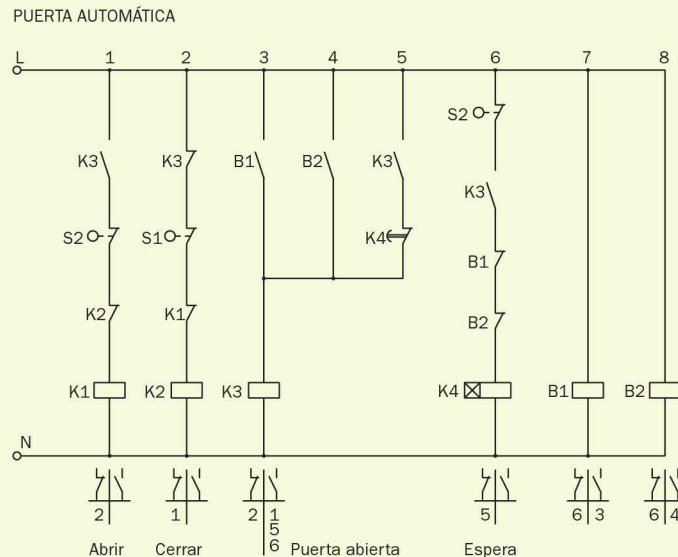 PUERTA AUTOMÁTICA
L 1 2 3 4 5 6 7 8
S2
K3 K3 B1 B2 K3
K3
S2 S1 K4
B1
K2 K1
B2
K1 K2 K3 K4 B1 B2
N
2 1 2 1 5 6 3 6 4
5
6
Abrir Cerrar Puerta abierta Espera